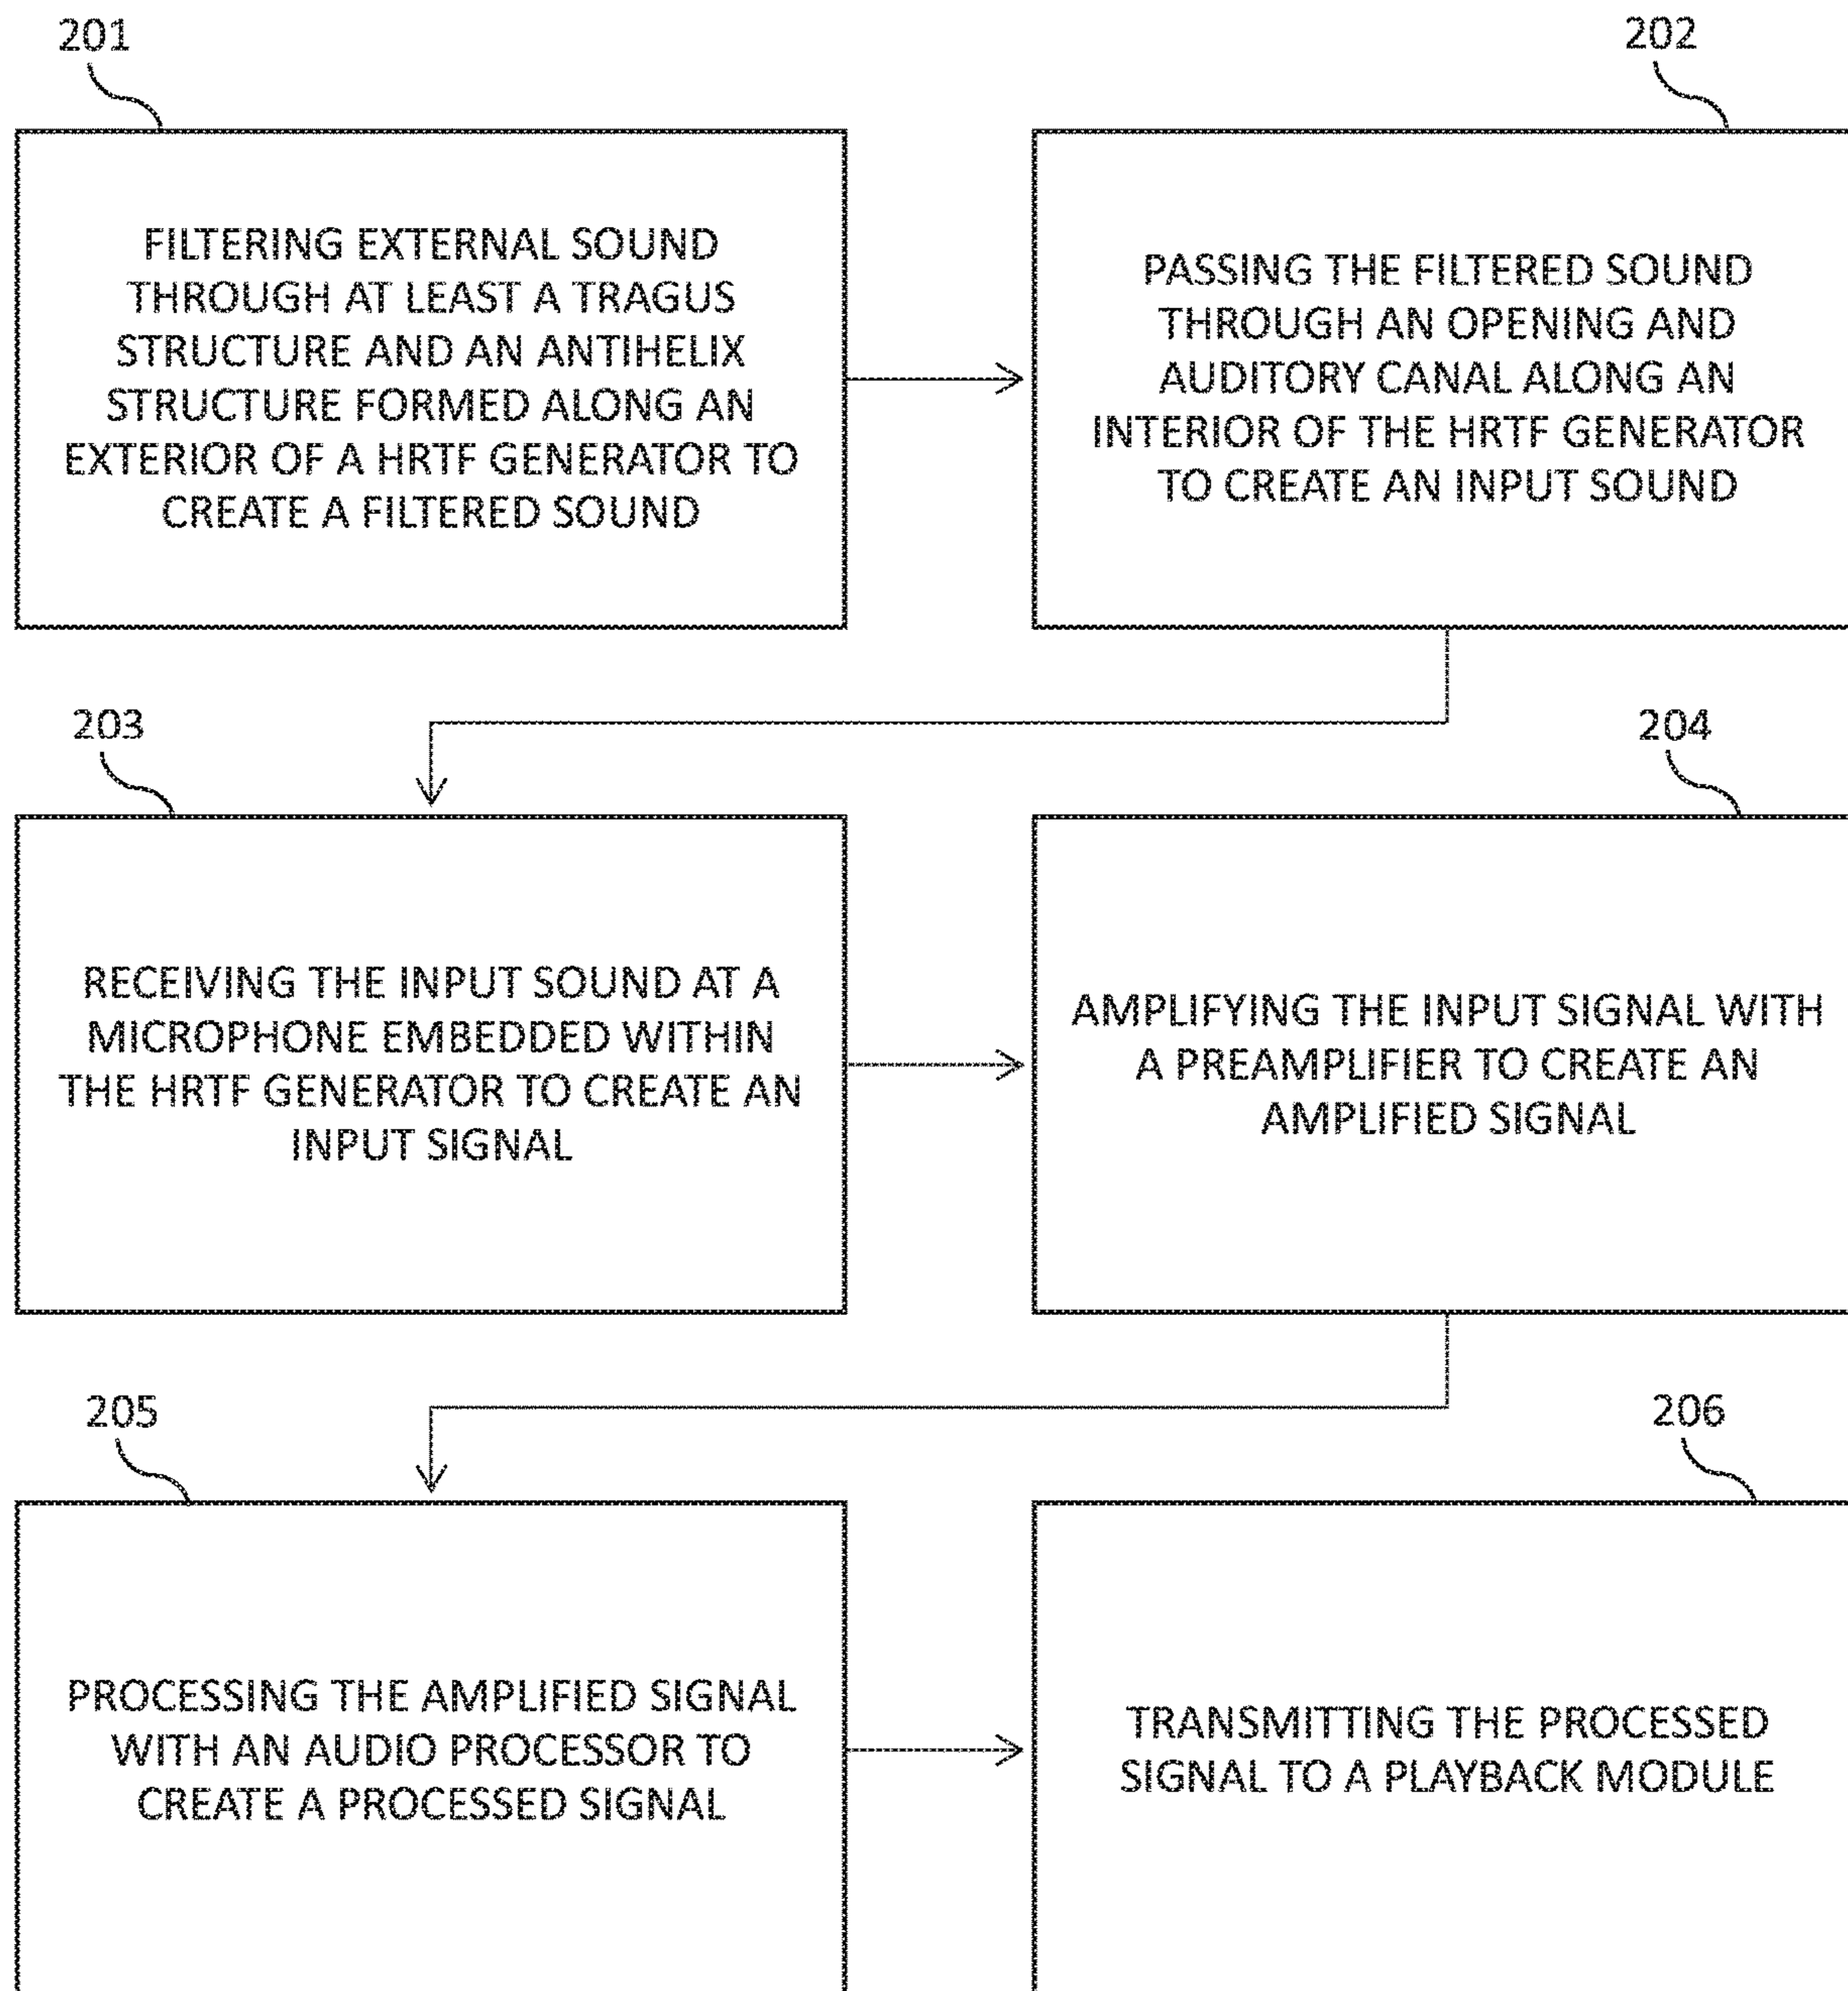 201
FILTERING EXTERNAL SOUND
THROUGH AT LEAST A TRAGUS
STRUCTURE AND AN ANTIHELIX
STRUCTURE FORMED ALONG AN
EXTERIOR OF A HRTF GENERATOR TO
CREATE A FILTERED SOUND
202
PASSING THE FILTERED SOUND
THROUGH AN OPENING AND
AUDITORY CANAL ALONG AN
INTERIOR OF THE HRTF GENERATOR
TO CREATE AN INPUT SOUND
203
RECEIVING THE INPUT SOUND AT A
MICROPHONE EMBEDDED WITHIN
THE HRTF GENERATOR TO CREATE AN
INPUT SIGNAL
204
AMPLIFYING THE INPUT SIGNAL WITH
A PREAMPLIFIER TO CREATE AN
AMPLIFIED SIGNAL
205
PROCESSING THE AMPLIFIED SIGNAL
WITH AN AUDIO PROCESSOR TO
CREATE A PROCESSED SIGNAL
206
TRANSMITTING THE PROCESSED
SIGNAL TO A PLAYBACK MODULE